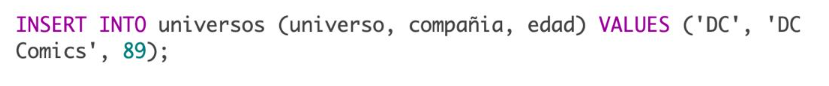 INSERT INTO universos (universo, compañia, edad) VALUES ('DC', 'DC
Comics', 89);